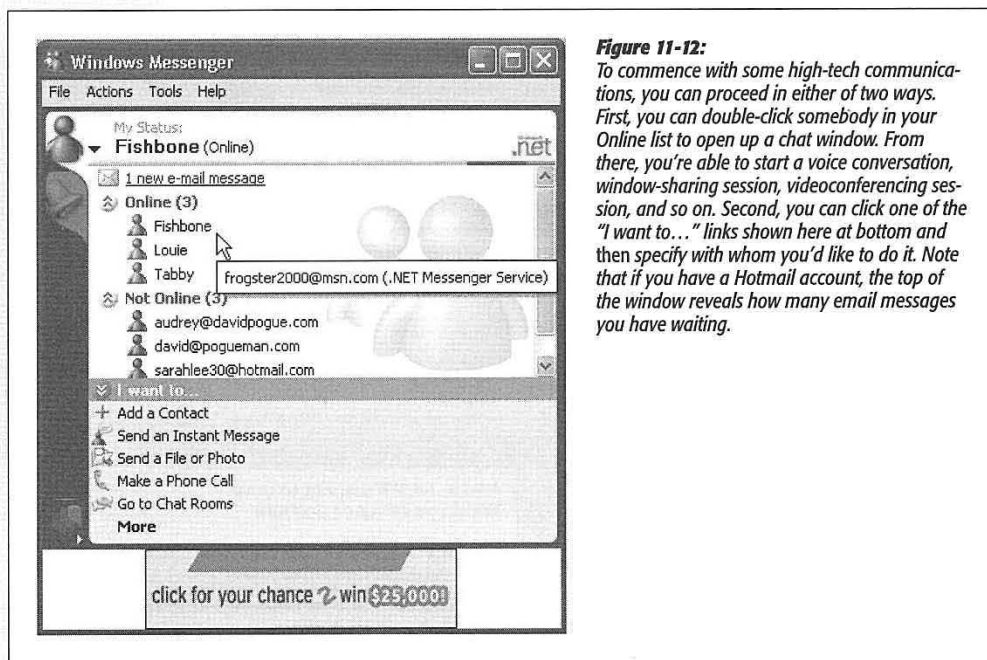 Windows Messenger
File Actions Tools Help
My Status:
Fishbone (Online)
.net
1 new e-mail message
Online (3)
Fishbone
Louie
Tabby
frogster2000@msn.com (.NET Messenger Service)
Not Online (3)
audrey@davidpogue.com
david@pogueman.com
sarahlee30@hotmail.com
I want to...
Add a Contact
Send an Instant Message
Send a File or Photo
Make a Phone Call
Go to Chat Rooms
More
click for your chance 2 win $25,000!
Figure 11-12:
To commence with some high-tech communica-
tions, you can proceed in either of two ways.
First, you can double-click somebody in your
Online list to open up a chat window. From
there, you're able to start a voice conversation,
window-sharing session, videoconferencing ses-
sion, and so on. Second, you can click one of the
"I want to…" links shown here at bottom and
then specify with whom you'd like to do it. Note
that if you have a Hotmail account, the top of
the window reveals how many email messages
you have waiting.